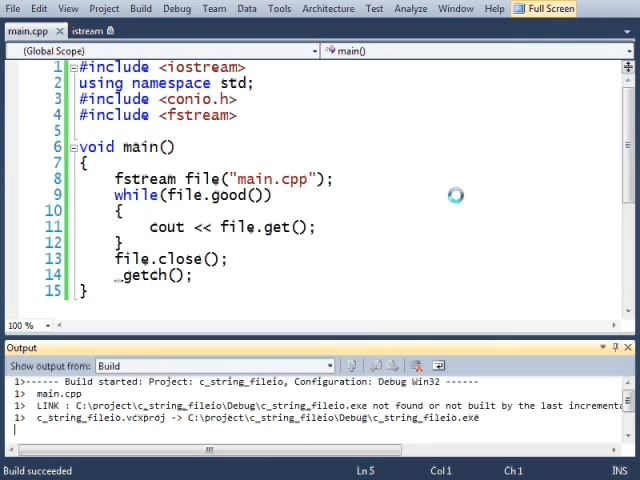 File Edit View Project Build Debug Team Data Tools Architecture Test Analyze Window Help Full Screen
main.cpp istream
(Global Scope) main()
1 #include <iostream>
2 using namespace std;
3 #include <conio.h>
4 #include <fstream>
5
6 void main()
7 {
8 fstream file("main.cpp");
9 while(file.good())
10 {
11 cout << file.get();
12 }
13 file.close();
14 _getch();
15 }
100 %
Output
Show output from: Build
1>------ Build started: Project: c_string_fileio, Configuration: Debug Win32 ------
1> main.cpp
1> LINK : C:\project\c_string_fileio\Debug\c_string_fileio.exe not found or not built by the last incrementa
1> c_string_fileio.vcxproj -> C:\project\c_string_fileio\Debug\c_string_fileio.exe
Build succeeded Ln 5 Col 1 Ch 1 INS